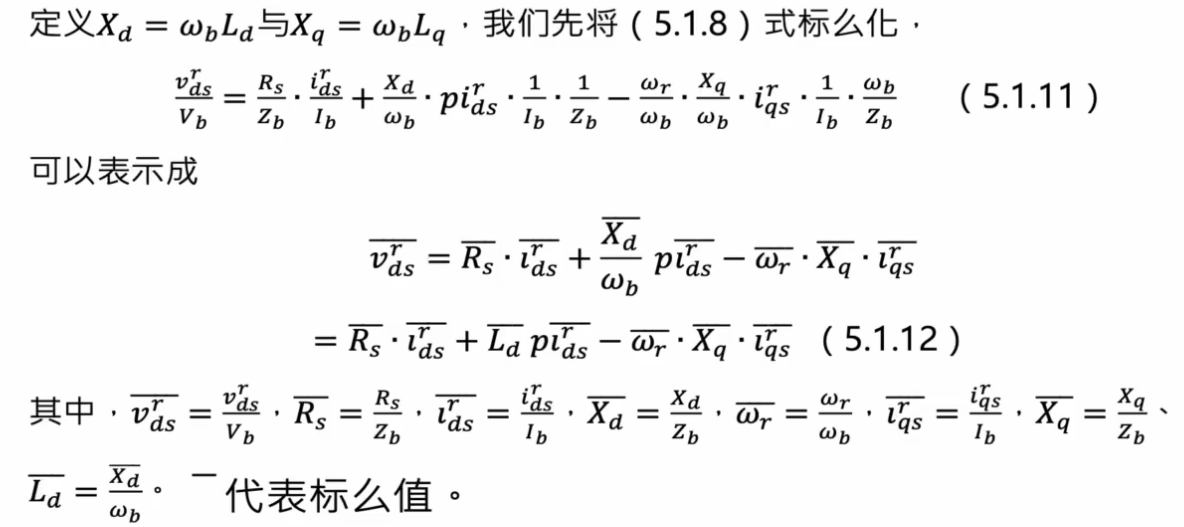 定义$X_d = \omega_b L_d$与$X_q = \omega_b L_q$，我们先将（5.1.8）式标么化，
$\frac{v_{ds}^r}{V_b} = \frac{R_s}{Z_b} \cdot \frac{i_{ds}^r}{I_b} + \frac{X_d}{\omega_b} \cdot p i_{ds}^r \cdot \frac{1}{I_b} \cdot \frac{1}{Z_b} - \frac{\omega_r}{\omega_b} \cdot \frac{X_q}{\omega_b} \cdot i_{qs}^r \cdot \frac{1}{I_b} \cdot \frac{\omega_b}{Z_b}$ （5.1.11）
可以表示成
$\overline{v_{ds}^r} = \overline{R_s} \cdot \overline{i_{ds}^r} + \frac{\overline{X_d}}{\omega_b} p\overline{i_{ds}^r} - \overline{\omega_r} \cdot \overline{X_q} \cdot \overline{i_{qs}^r}$
$= \overline{R_s} \cdot \overline{i_{ds}^r} + \overline{L_d} p\overline{i_{ds}^r} - \overline{\omega_r} \cdot \overline{X_q} \cdot \overline{i_{qs}^r}$ （5.1.12）
其中，$\overline{v_{ds}^r} = \frac{v_{ds}^r}{V_b}$，$\overline{R_s} = \frac{R_s}{Z_b}$，$\overline{i_{ds}^r} = \frac{i_{ds}^r}{I_b}$，$\overline{X_d} = \frac{X_d}{Z_b}$，$\overline{\omega_r} = \frac{\omega_r}{\omega_b}$，$\overline{i_{qs}^r} = \frac{i_{qs}^r}{I_b}$，$\overline{X_q} = \frac{X_q}{Z_b}$、
$\overline{L_d} = \frac{\overline{X_d}}{\omega_b}$。 ‾ 代表标么值。